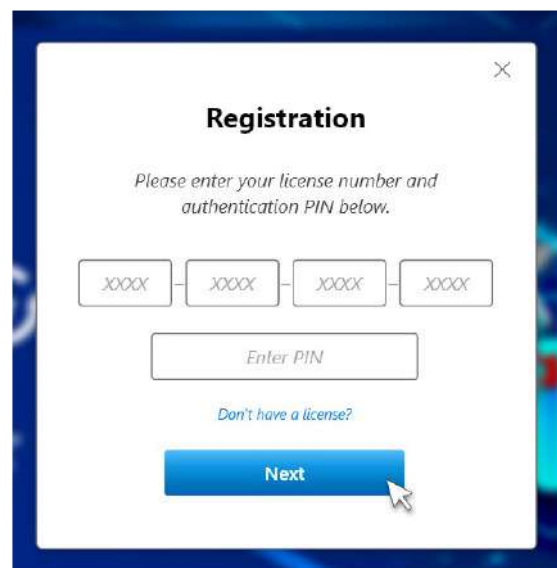 Registration
Please enter your license number and
authentication PIN below.
XXXX – XXXX – XXXX – XXXX
Enter PIN
Don't have a license?
Next